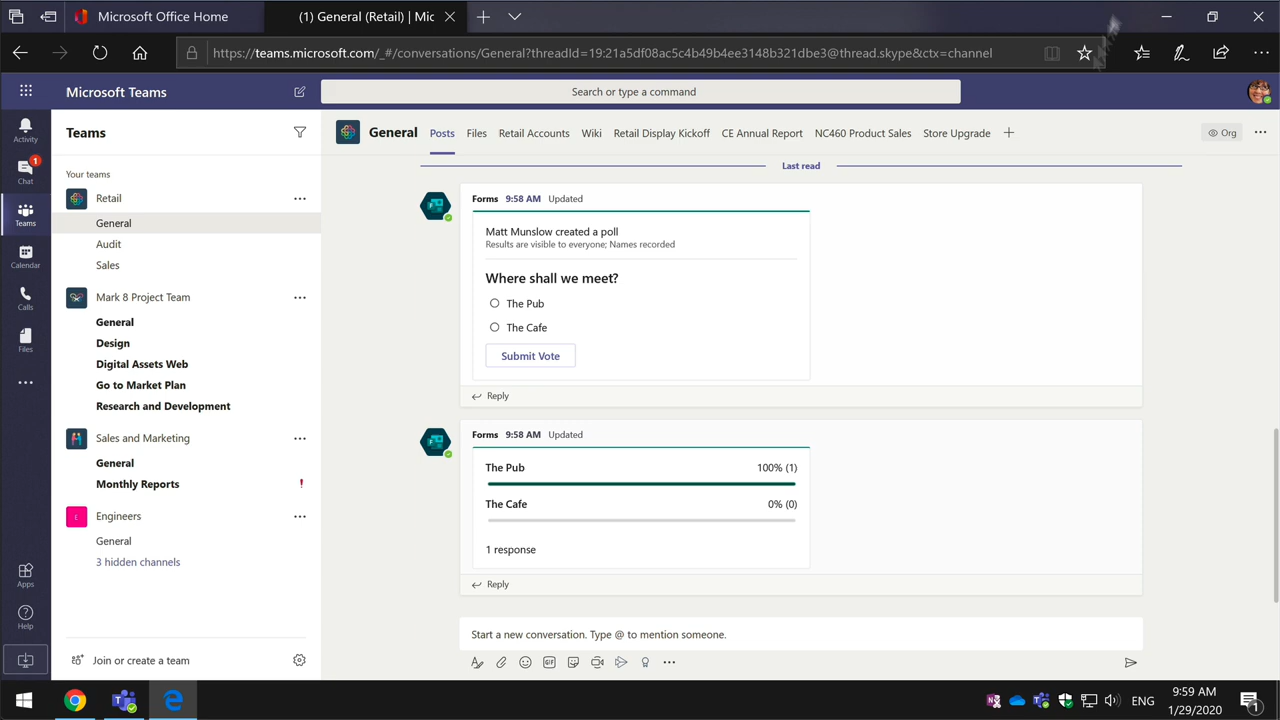 Microsoft Office Home
(1) General (Retail) | Mic
https://teams.microsoft.com/_#/conversations/General?threadId=19:21a5df08ac5c4b49b4ee3148b321dbe3@thread.skype&ctx=channel
Microsoft Teams
Search or type a command
Activity
Chat
1
Teams
Calendar
Calls
Files
Apps
Help
Teams
Your teams
Retail
General
Audit
Sales
Mark 8 Project Team
General
Design
Digital Assets Web
Go to Market Plan
Research and Development
Sales and Marketing
General
Monthly Reports
!
E
Engineers
General
3 hidden channels
Join or create a team
General
Posts
Files
Retail Accounts
Wiki
Retail Display Kickoff
CE Annual Report
NC460 Product Sales
Store Upgrade
Org
Last read
Forms 9:58 AM Updated
Matt Munslow created a poll
Results are visible to everyone; Names recorded
Where shall we meet?
The Pub
The Cafe
Submit Vote
Reply
Forms 9:58 AM Updated
The Pub 100% (1)
The Cafe 0% (0)
1 response
Reply
Start a new conversation. Type @ to mention someone.
GIF
ENG
9:59 AM
1/29/2020
1